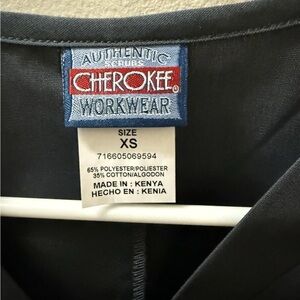 AUTHENTIC
SCRUBS
CHEROKEE®
WORKWEAR
SIZE
XS
716605069594
65% POLYESTER/POLIESTER
35% COTTON/ALGODON
MADE IN : KENYA
HECHO EN : KENIA